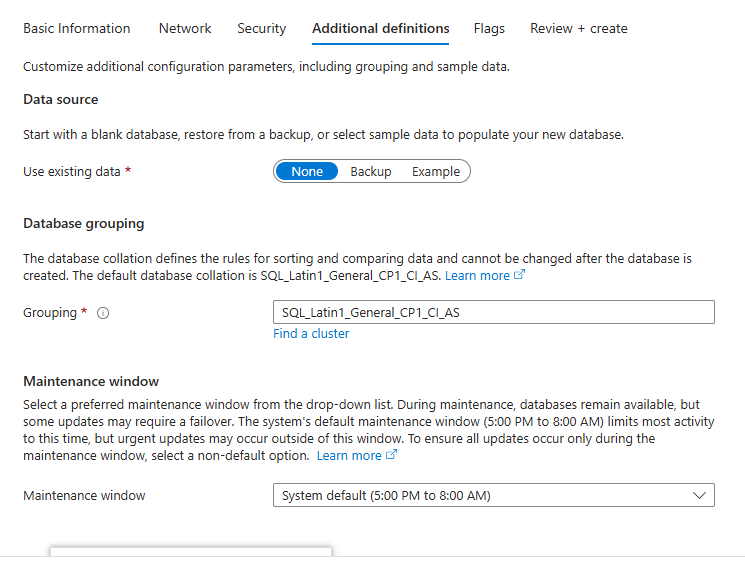 Basic Information Network Security Additional definitions Flags Review + create
Customize additional configuration parameters, including grouping and sample data.
Data source
Start with a blank database, restore from a backup, or select sample data to populate your new database.
Use existing data * None Backup Example
Database grouping
The database collation defines the rules for sorting and comparing data and cannot be changed after the database is
created. The default database collation is SQL_Latin1_General_CP1_CI_AS. Learn more
Grouping * SQL_Latin1_General_CP1_CI_AS
Find a cluster
Maintenance window
Select a preferred maintenance window from the drop-down list. During maintenance, databases remain available, but
some updates may require a failover. The system's default maintenance window (5:00 PM to 8:00 AM) limits most activity
to this time, but urgent updates may occur outside of this window. To ensure all updates occur only during the
maintenance window, select a non-default option. Learn more
Maintenance window System default (5:00 PM to 8:00 AM)